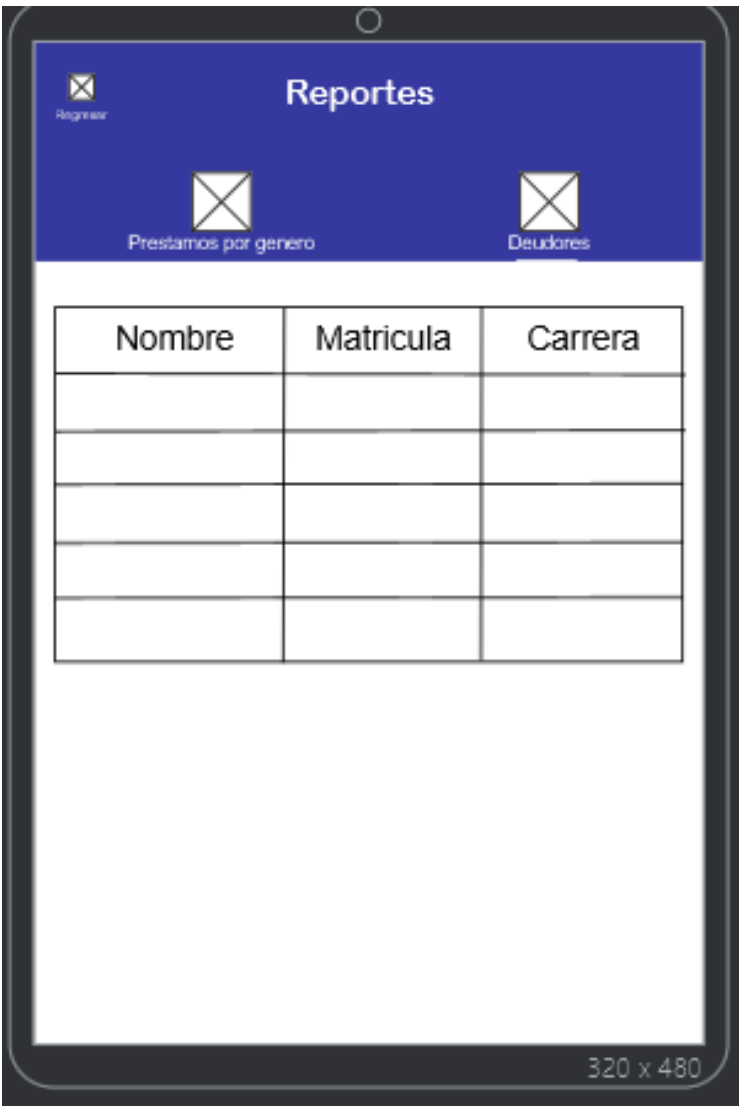 Reportes
Regresar
Prestamos por genero
Deudores
Nombre
Matricula
Carrera
320 x 480